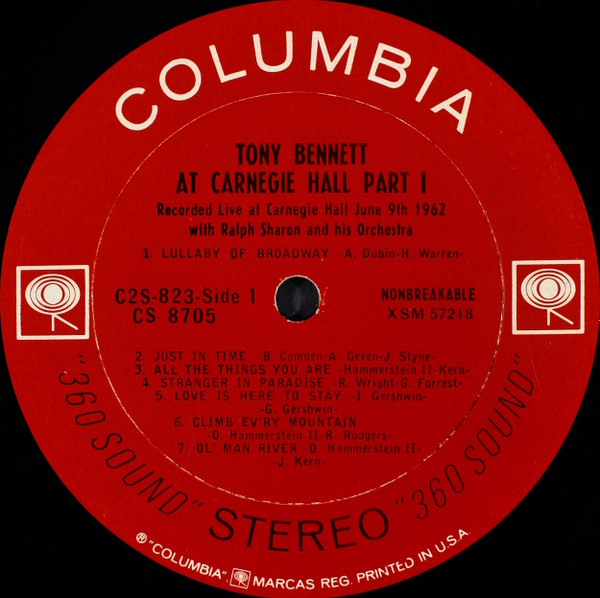 COLUMBIA
TONY BENNETT
AT CARNEGIE HALL PART I
Recorded Live at Carnegie Hall June 9th 1962
with Ralph Sharon and his Orchestra
1. LULLABY OF BROADWAY -A. Dubin-H. Warren-
C2S-823-Side 1
CS 8705
NONBREAKABLE
XSM 57218
2. JUST IN TIME -B. Comden-A. Green-J. Styne-
3. ALL THE THINGS YOU ARE -Hammerstein II-Kern-
4. STRANGER IN PARADISE -R. Wright-G. Forrest-
5. LOVE IS HERE TO STAY -I. Gershwin-
-G. Gershwin-
6. CLIMB EV'RY MOUNTAIN
-O. Hammerstein II-R. Rodgers-
7. OL' MAN RIVER -O. Hammerstein II-
-J. Kern-
"360 SOUND" STEREO "360 SOUND"
® "COLUMBIA", MARCAS REG. PRINTED IN U.S.A.